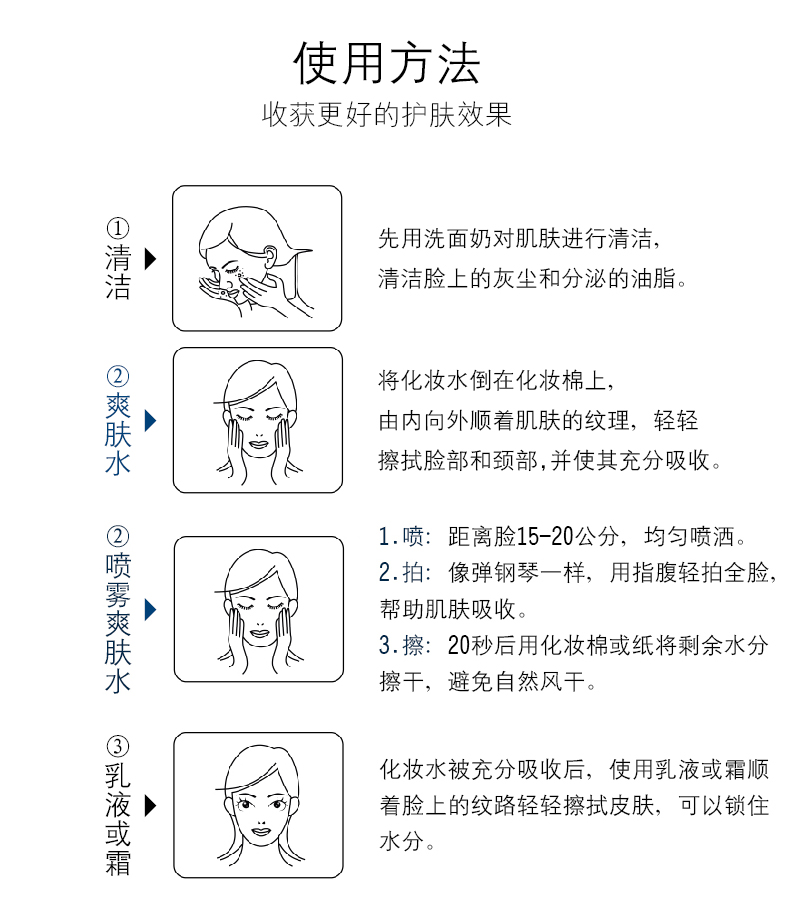 使用方法
收获更好的护肤效果
①清洁
先用洗面奶对肌肤进行清洁，
清洁脸上的灰尘和分泌的油脂。
②爽肤水
将化妆水倒在化妆棉上，
由内向外顺着肌肤的纹理，轻轻
擦拭脸部和颈部，并使其充分吸收。
②喷雾爽肤水
1.喷：距离脸15-20公分，均匀喷洒。
2.拍：像弹钢琴一样，用指腹轻拍全脸，
帮助肌肤吸收。
3.擦：20秒后用化妆棉或纸将剩余水分
擦干，避免自然风干。
③乳液或霜
化妆水被充分吸收后，使用乳液或霜顺
着脸上的纹路轻轻擦拭皮肤，可以锁住
水分。